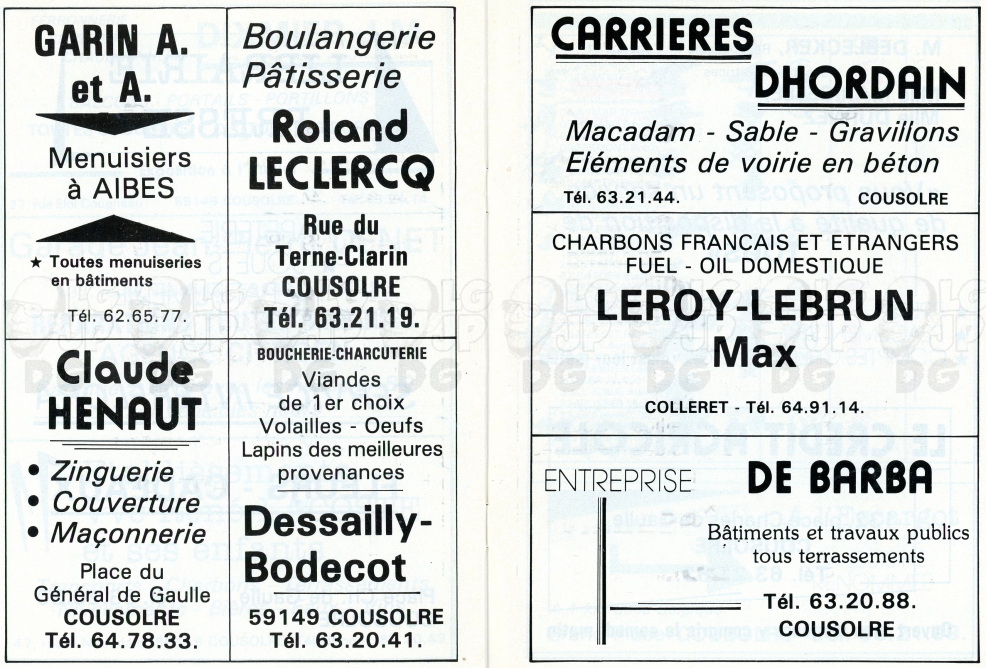 GARIN A.
et A.
Menuisiers
à AIBES
★ Toutes menuiseries
en bâtiments
Tél. 62.65.77.
Boulangerie
Pâtisserie
Roland
LECLERCQ
Rue du
Terne-Clarin
COUSOLRE
Tél. 63.21.19.
Claude
HENAUT
• Zinguerie
• Couverture
• Maçonnerie
Place du
Général de Gaulle
COUSOLRE
Tél. 64.78.33.
BOUCHERIE-CHARCUTERIE
Viandes
de 1er choix
Volailles - Oeufs
Lapins des meilleures
provenances
Dessailly-
Bodecot
59149 COUSOLRE
Tél. 63.20.41.
CARRIERES
DHORDAIN
Macadam - Sable - Gravillons
Eléments de voirie en béton
Tél. 63.21.44. COUSOLRE
CHARBONS FRANCAIS ET ETRANGERS
FUEL - OIL DOMESTIQUE
LEROY-LEBRUN
Max
COLLERET - Tél. 64.91.14.
ENTREPRISE DE BARBA
Bâtiments et travaux publics
tous terrassements
Tél. 63.20.88.
COUSOLRE